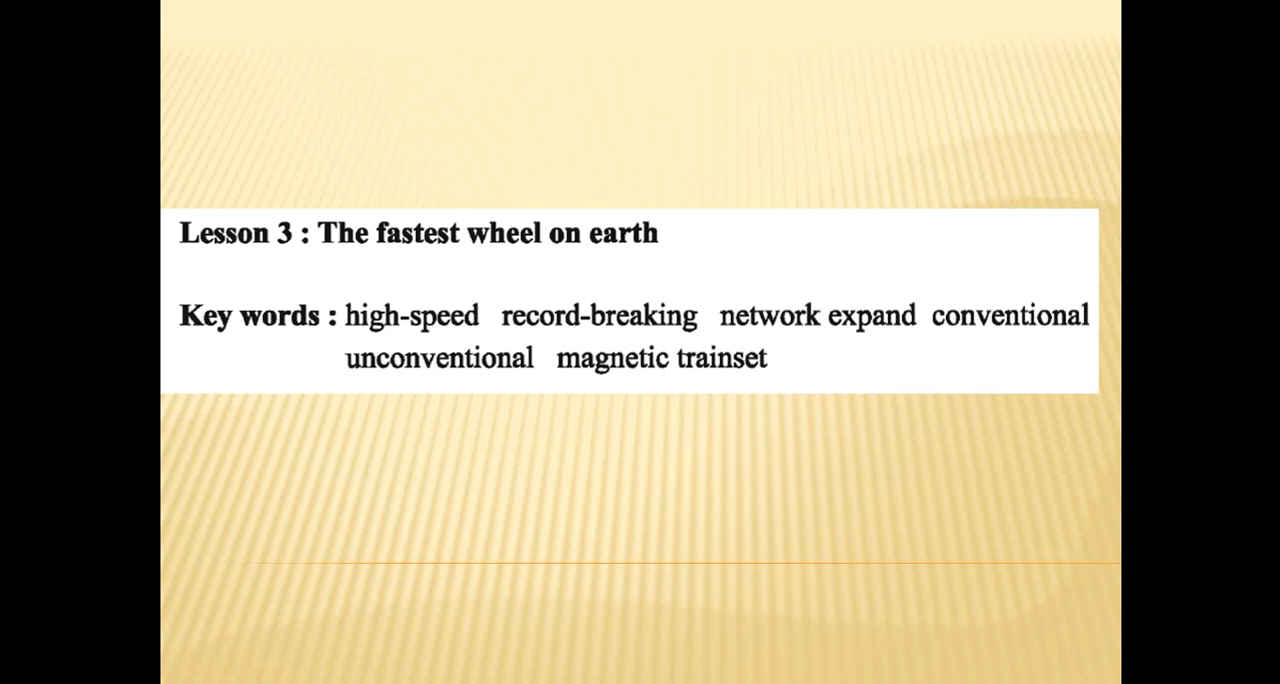 Lesson 3 : The fastest wheel on earth
Key words : high-speed record-breaking network expand conventional
unconventional magnetic trainset